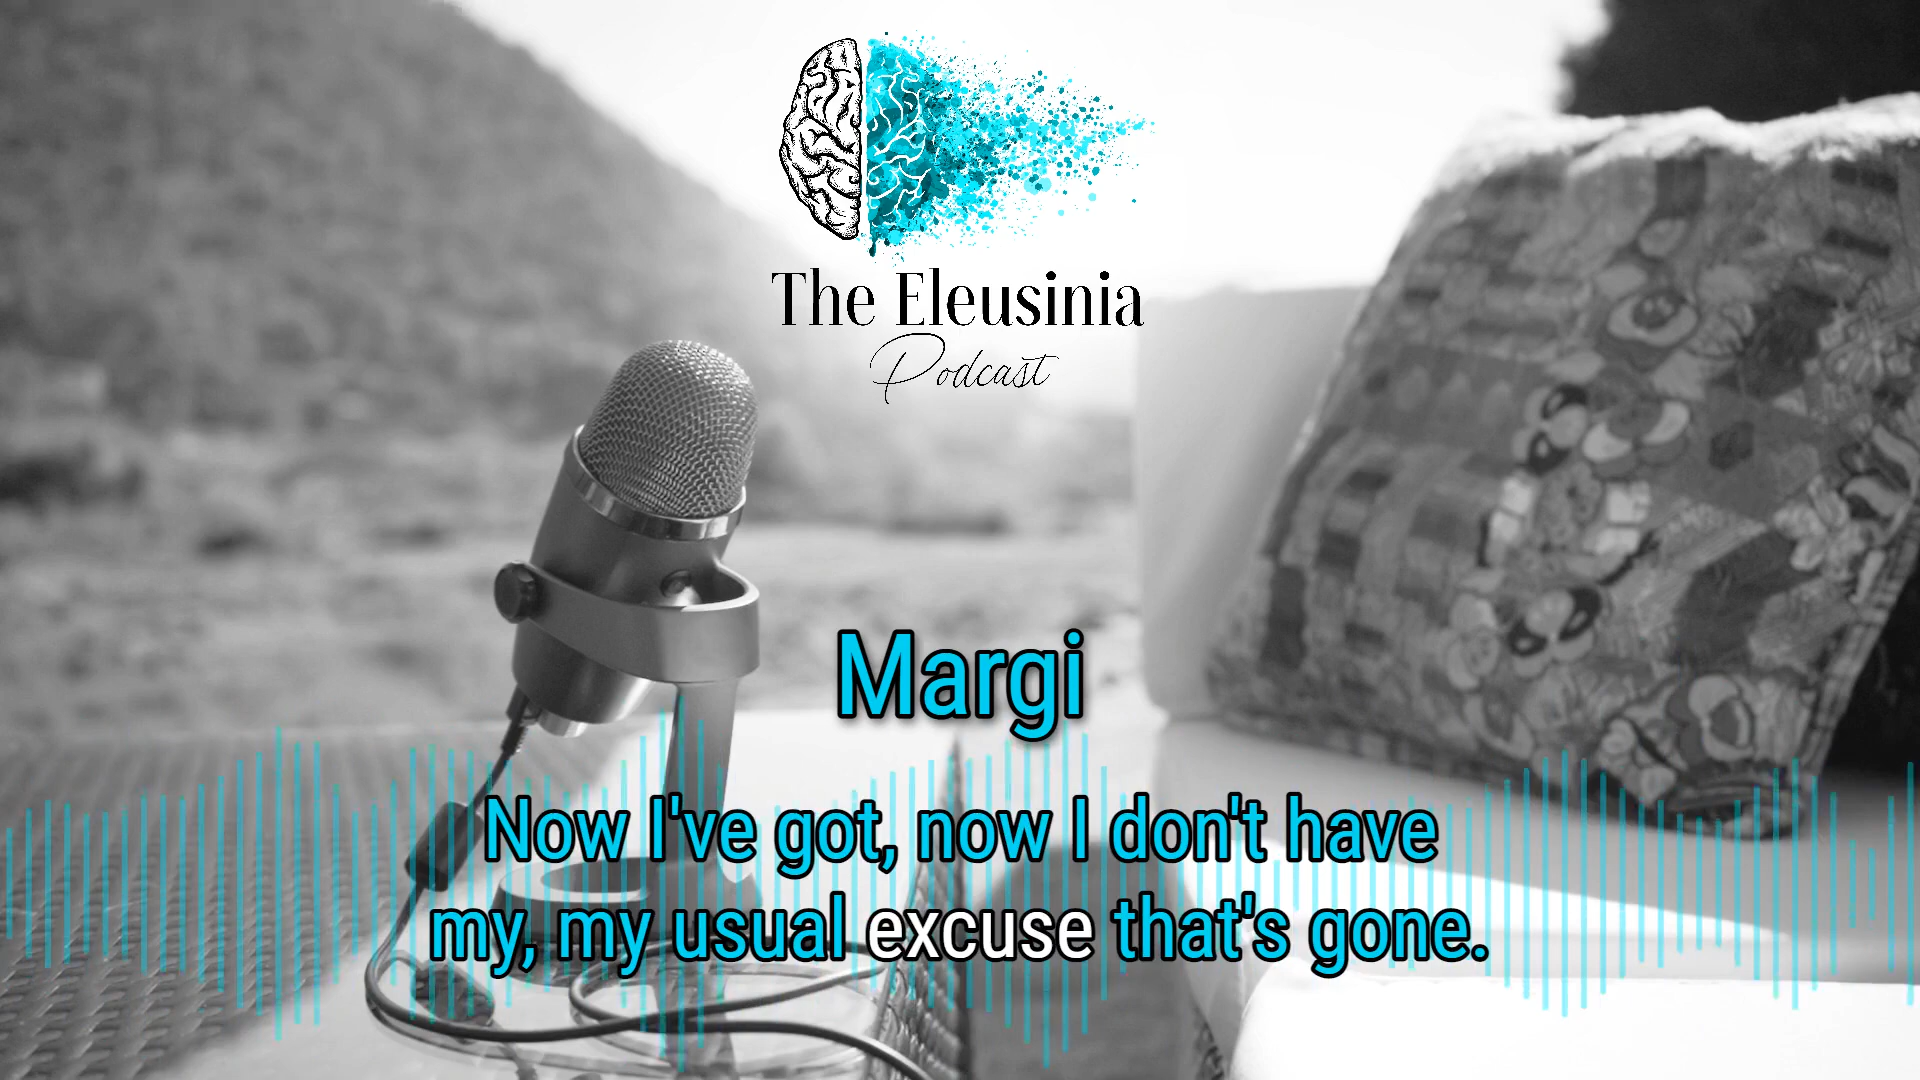 The Eleusinia
Podcast
Margi
Now I've got, now I don't have
my, my usual excuse that's gone.